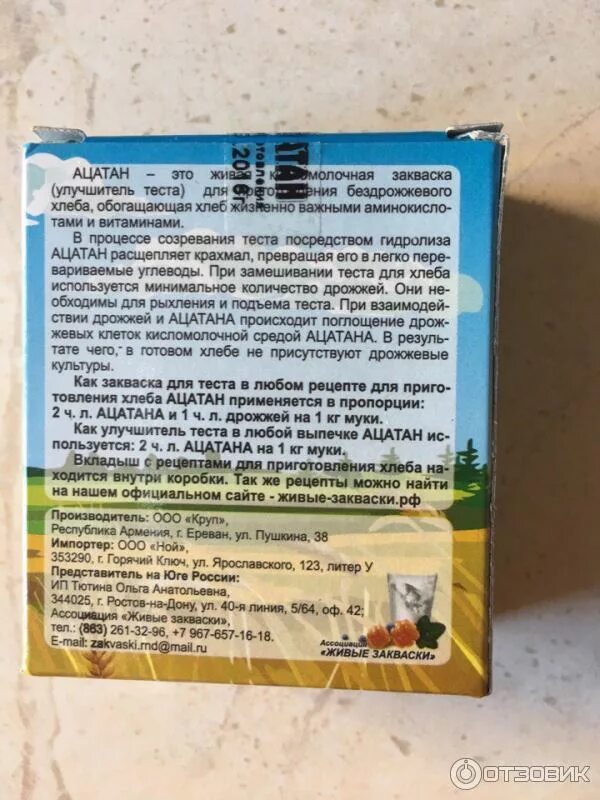 АЦАТАН – это живая кисломолочная закваска
(улучшитель теста) для приготовления бездрожжевого
хлеба, обогащающая хлеб жизненно важными аминокисло-
тами и витаминами.
В процессе созревания теста посредством гидролиза
АЦАТАН расщепляет крахмал, превращая его в легко пере-
вариваемые углеводы. При замешивании теста для хлеба
используется минимальное количество дрожжей. Они не-
обходимы для рыхления и подъема теста. При взаимодей-
ствии дрожжей и АЦАТАНА происходит поглощение дрож-
жевых клеток кисломолочной средой АЦАТАНА. В резуль-
тате чего, в готовом хлебе не присутствуют дрожжевые
культуры.
Как закваска для теста в любом рецепте для приго-
товления хлеба АЦАТАН применяется в пропорции:
2 ч. л. АЦАТАНА и 1 ч. л. дрожжей на 1 кг муки.
Как улучшитель теста в любой выпечке АЦАТАН ис-
пользуется: 2 ч. л. АЦАТАНА на 1 кг муки.
Вкладыш с рецептами для приготовления хлеба на-
ходится внутри коробки. Так же рецепты можно найти
на нашем официальном сайте - живые-закваски.рф
Производитель: ООО «Круп»,
Республика Армения, г. Ереван, ул. Пушкина, 38
Импортер: ООО «Ной»,
353290, г. Горячий Ключ, ул. Ярославского, 123, литер У
Представитель на Юге России:
ИП Тютина Ольга Анатольевна,
344025, г. Ростов-на-Дону, ул. 40-я линия, 5/64, оф. 42;
Ассоциация «Живые закваски»,
тел.: (863) 261-32-96, +7 967-657-16-18.
E-mail: zakvaski.rnd@mail.ru
Ассоциация
«ЖИВЫЕ ЗАКВАСКИ»
ОТЗОВИК